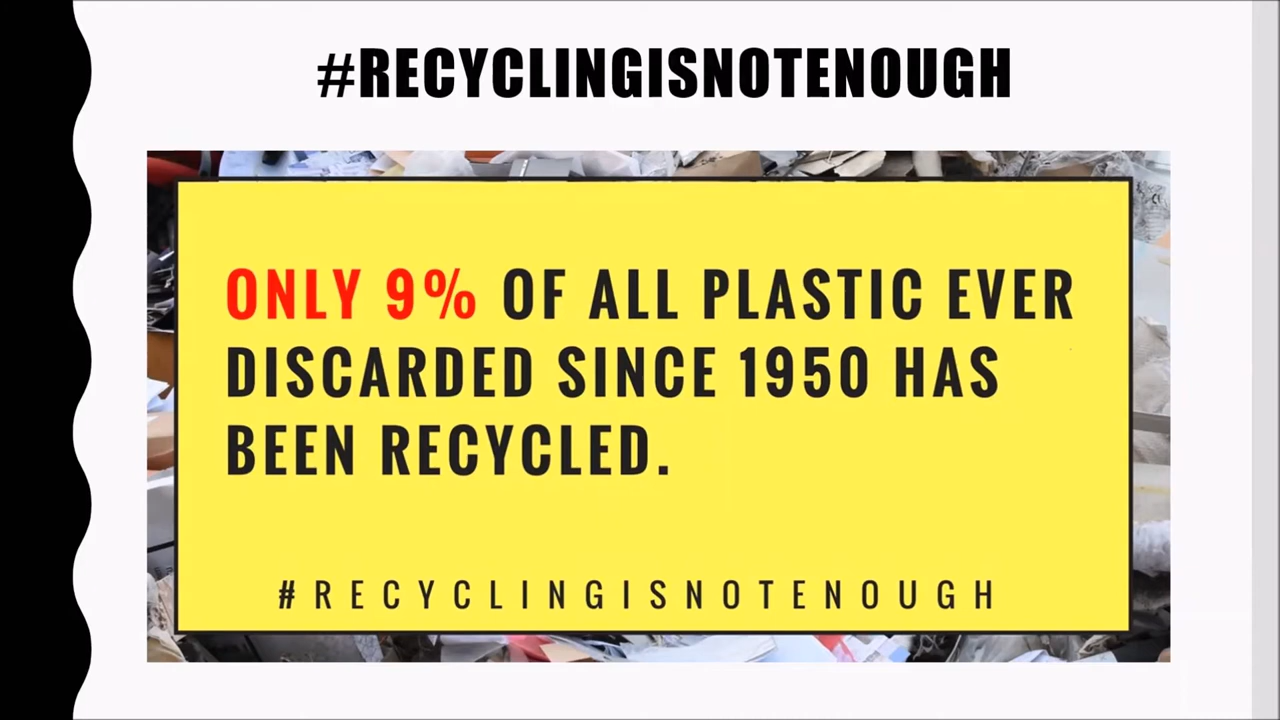 #RECYCLINGISNOTENOUGH
ONLY 9% OF ALL PLASTIC EVER
DISCARDED SINCE 1950 HAS
BEEN RECYCLED.
#RECYCLINGISNOTENOUGH